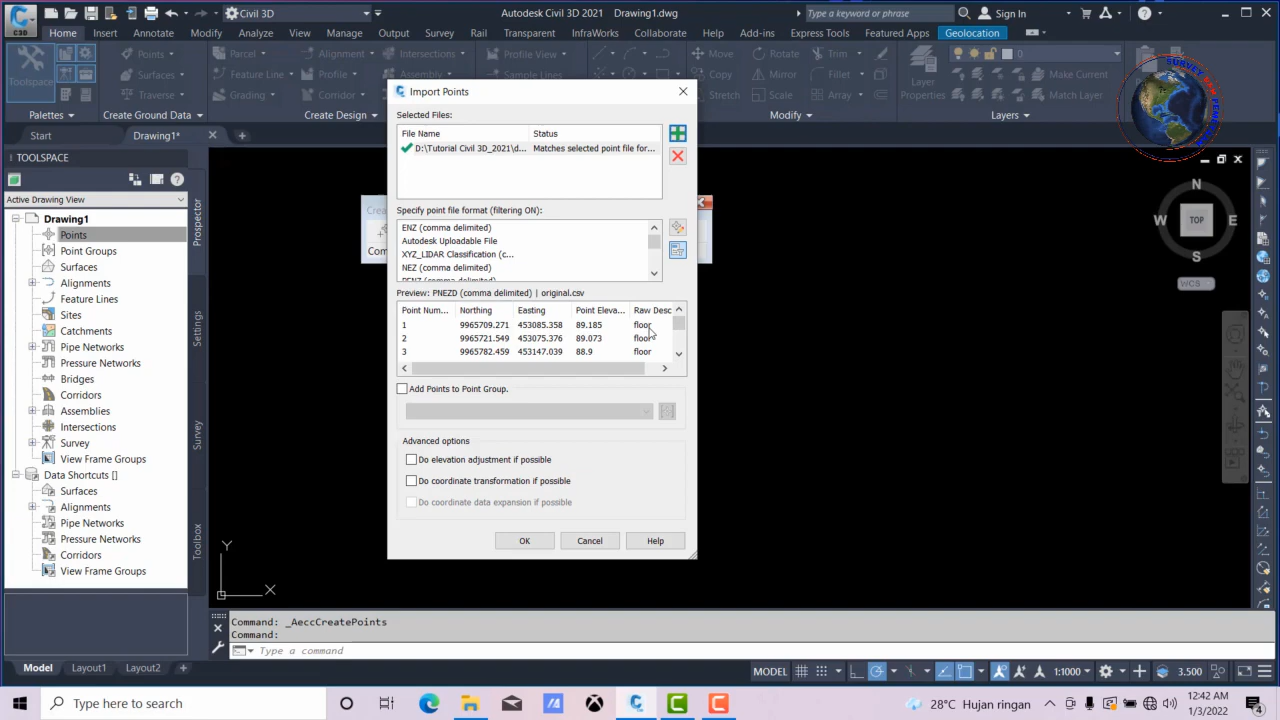 C3D
Civil 3D
Autodesk Civil 3D 2021 Drawing1.dwg
Type a keyword or phrase
Sign In
Home Insert Annotate Modify Analyze View Manage Output Survey Rail Transparent InfraWorks Collaborate Help Add-ins Express Tools Featured Apps Geolocation
Toolspace
Points
Surfaces
Traverse
Parcel
Feature Line
Grading
Alignment
Profile
Corridor
Intersections
Assembly
Profile View
Sample Lines
Move
Copy
Stretch
Rotate
Mirror
Scale
Trim
Fillet
Array
Layer
Properties
0
Make Current
Match Layer
Palettes
Create Ground Data
Create Design
Modify
Layers
Start
Drawing1*
TOOLSPACE
Active Drawing View
Drawing1
Points
Point Groups
Surfaces
Alignments
Feature Lines
Sites
Catchments
Pipe Networks
Pressure Networks
Bridges
Corridors
Assemblies
Intersections
Survey
View Frame Groups
Data Shortcuts []
Surfaces
Alignments
Pipe Networks
Pressure Networks
Corridors
View Frame Groups
Prospector
Settings
Survey
Toolbox
Import Points
Selected Files:
File Name Status
D:\Tutorial Civil 3D_2021\d... Matches selected point file for...
Specify point file format (filtering ON):
ENZ (comma delimited)
Autodesk Uploadable File
XYZ_LIDAR Classification (c...
NEZ (comma delimited)
Preview: PNEZD (comma delimited) | original.csv
Point Num... Northing Easting Point Eleva... Raw Desc
1 9965709.271 453085.358 89.185 floor
2 9965721.549 453075.376 89.073 floor
3 9965782.459 453147.039 88.9 floor
Add Points to Point Group.
Advanced options
Do elevation adjustment if possible
Do coordinate transformation if possible
Do coordinate data expansion if possible
OK Cancel Help
N
W TOP E
S
WCS
Y
X
Command: _AeccCreatePoints
Command:
Type a command
Model Layout1 Layout2
MODEL
1:1000
3.500
Type here to search
28°C Hujan ringan
12:42 AM
1/3/2022
4